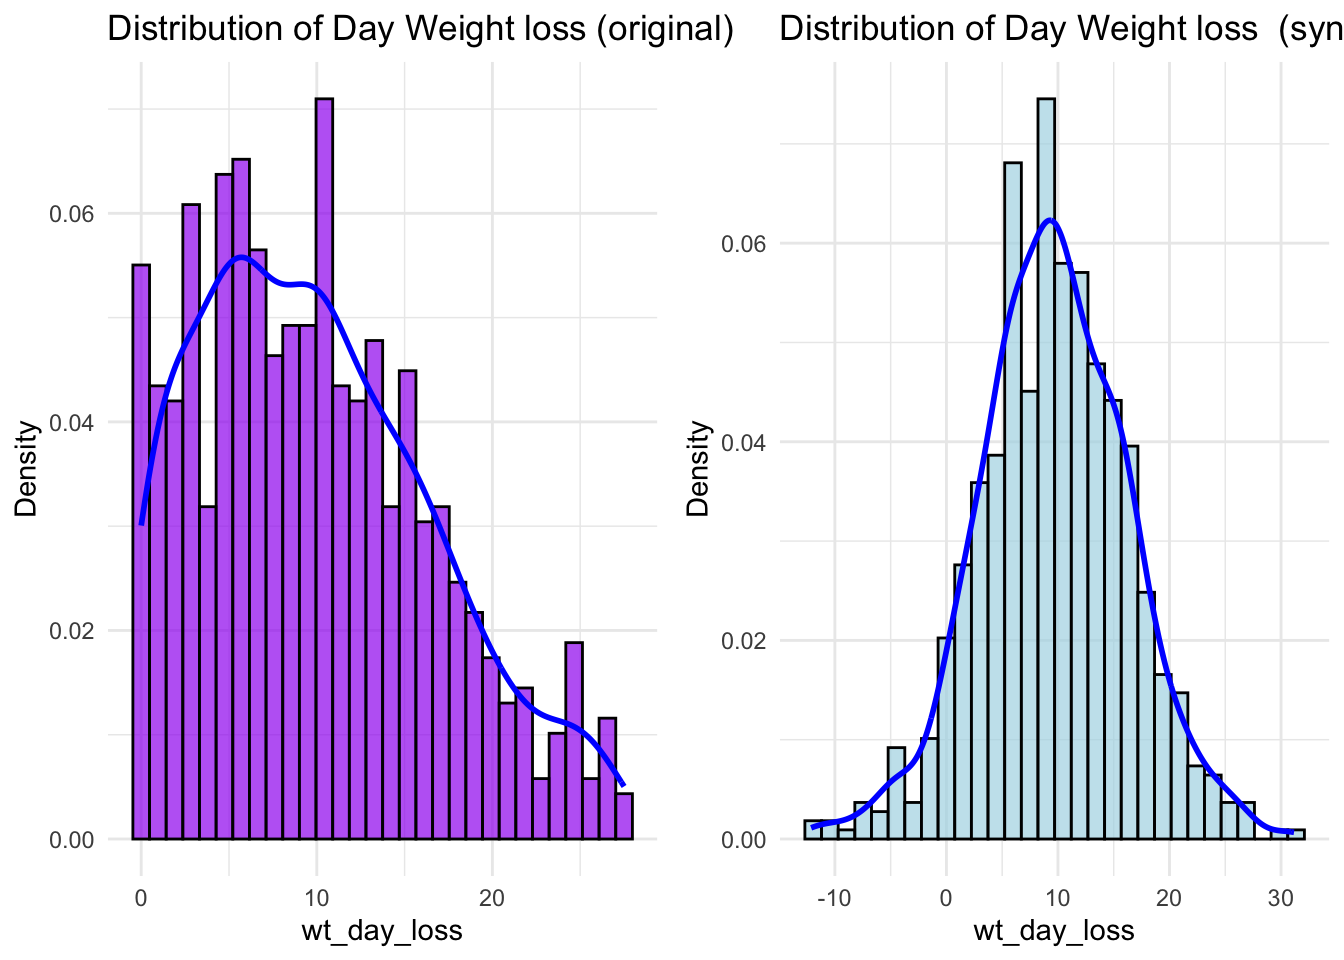 Distribution of Day Weight loss (original)
Density
0.06
0.04
0.02
0.00
0
10
20
wt_day_loss
Distribution of Day Weight loss  (syn
Density
0.06
0.04
0.02
0.00
-10
0
10
20
30
wt_day_loss